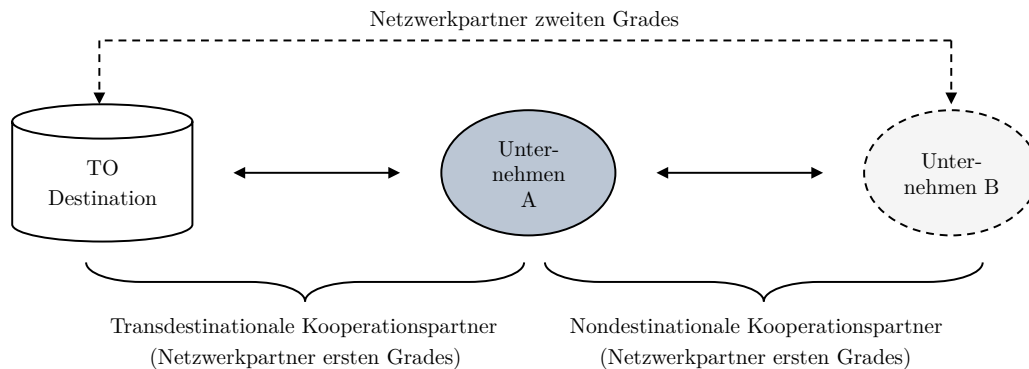 Netzwerkpartner zweiten Grades
TO
Destination
Unter-
nehmen
A
Unter-
nehmen B
Transdestinationale Kooperationspartner
(Netzwerkpartner ersten Grades)
Nondestinationale Kooperationspartner
(Netzwerkpartner ersten Grades)